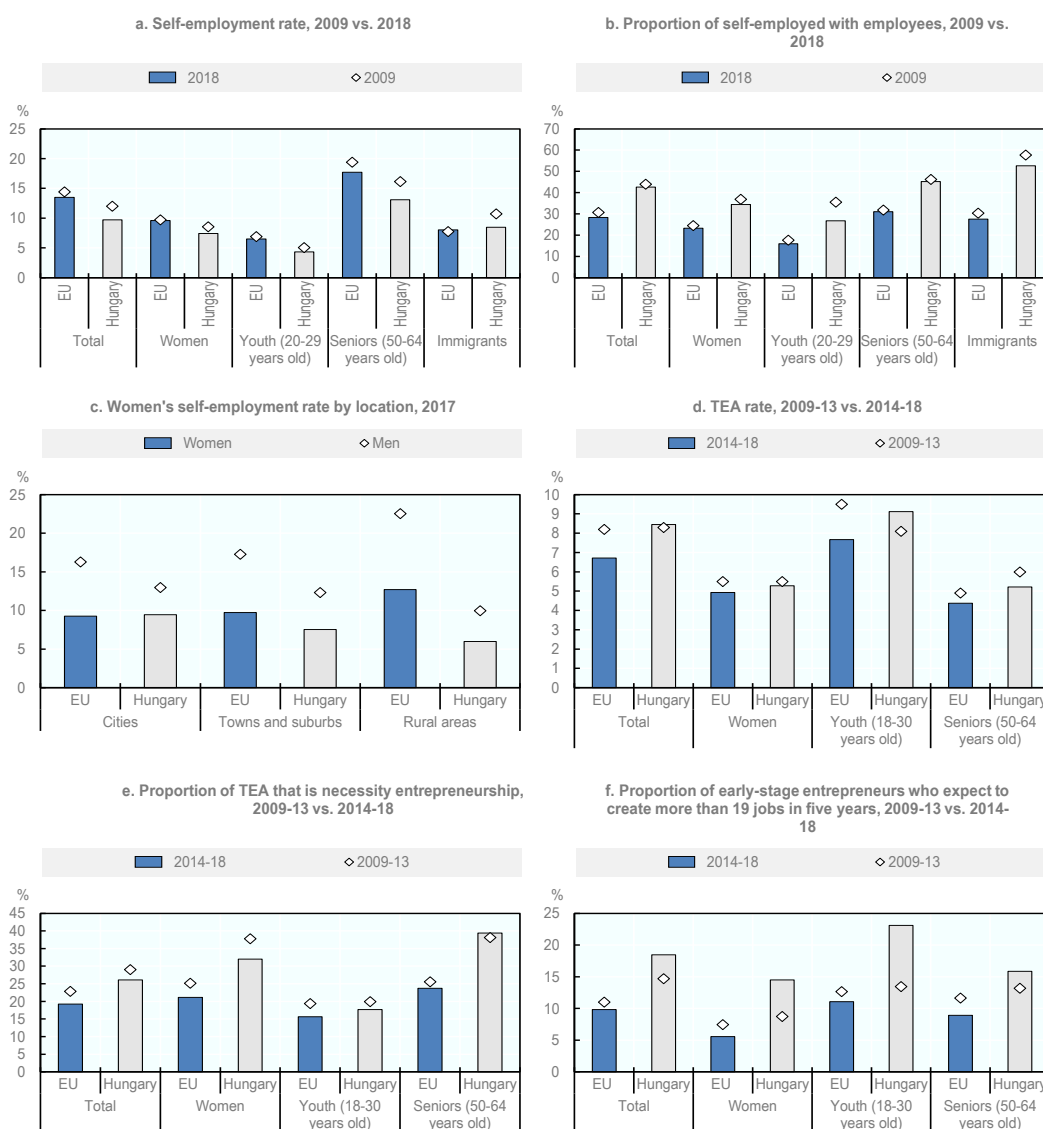 a. Self-employment rate, 2009 vs. 2018
2018 2009
%
25
20
15
10
5
0
EU Hungary EU Hungary EU Hungary EU Hungary EU Hungary
Total Women Youth (20-29 years old) Seniors (50-64 years old) Immigrants
b. Proportion of self-employed with employees, 2009 vs.
2018
2018 2009
%
70
60
50
40
30
20
10
0
EU Hungary EU Hungary EU Hungary EU Hungary EU Hungary
Total Women Youth (20-29 years old) Seniors (50-64 years old) Immigrants
c. Women's self-employment rate by location, 2017
Women Men
%
25
20
15
10
5
0
EU Hungary EU Hungary EU Hungary
Cities Towns and suburbs Rural areas
d. TEA rate, 2009-13 vs. 2014-18
2014-18 2009-13
%
10
9
8
7
6
5
4
3
2
1
0
EU Hungary EU Hungary EU Hungary EU Hungary
Total Women Youth (18-30 years old) Seniors (50-64 years old)
e. Proportion of TEA that is necessity entrepreneurship,
2009-13 vs. 2014-18
2014-18 2009-13
%
45
40
35
30
25
20
15
10
5
0
EU Hungary EU Hungary EU Hungary EU Hungary
Total Women Youth (18-30 years old) Seniors (50-64 years old)
f. Proportion of early-stage entrepreneurs who expect to
create more than 19 jobs in five years, 2009-13 vs. 2014-
18
2014-18 2009-13
%
25
20
15
10
5
0
EU Hungary EU Hungary EU Hungary EU Hungary
Total Women Youth (18-30 years old) Seniors (50-64 years old)